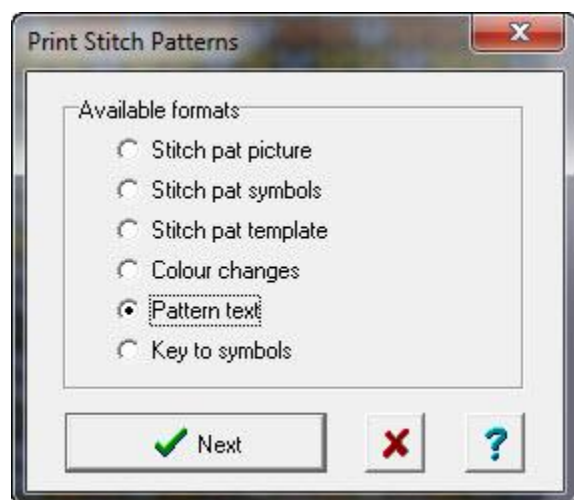 Print Stitch Patterns
Available formats
Stitch pat picture
Stitch pat symbols
Stitch pat template
Colour changes
Pattern text
Key to symbols
Next